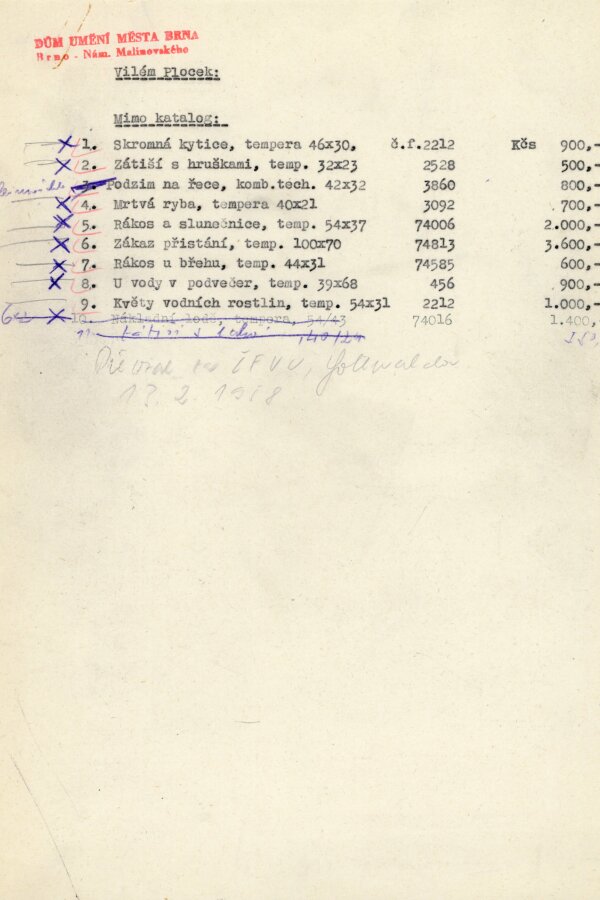 DŮM UMĚNÍ MĚSTA BRNA
Brno - Nám. Malinovského
Vilém Plocek:
Mimo katalog:
1. Skromná kytice, tempera 46x30, č.f.2212 Kčs 900,-
2. Zátiší s hruškami, temp. 32x23 2528 500,-
3. Podzim na řece, komb.tech. 42x32 3860 800,-
4. Mrtvá ryba, tempera 40x21 3092 700,-
5. Rákos a slunečnice, temp. 54x37 74006 2.000,-
6. Zákaz přistání, temp. 100x70 74813 3.600,-
7. Rákos u břehu, temp. 44x31 74585 600,-
8. U vody v podvečer, temp. 39x68 456 900,-
9. Květy vodních rostlin, temp. 54x31 2212 1.000,-
10. Nákladní lodě, tempera, 54/43 74016 1.400,-
zátiší s
ČFVU, Gottwaldov